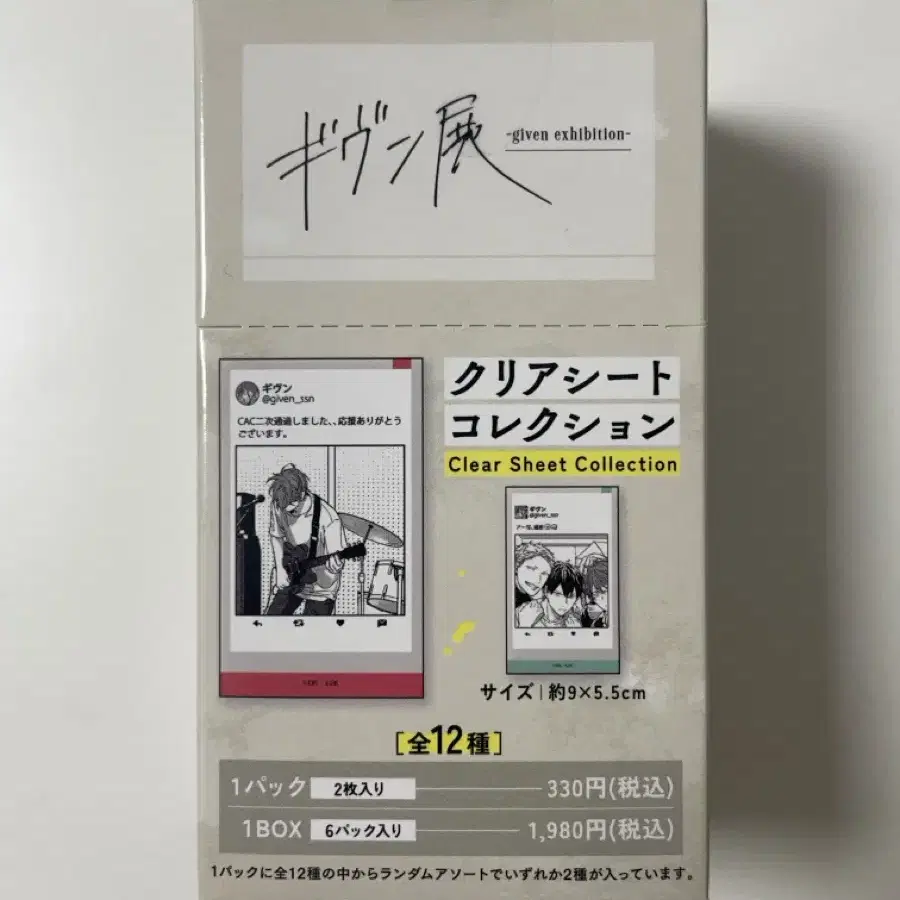 ギヴン展
-given exhibition-
クリアシート
コレクション
Clear Sheet Collection
ギヴン
@given_ssn
CAC二次通過しました、、応援ありがとう
ございます。
ギヴン
@given_ssn
サイズ｜約9×5.5cm
[全12種]
1パック 2枚入り 330円(税込)
1BOX 6パック入り 1,980円(税込)
1パックに全12種の中からランダムアソートでいずれか2種が入っています。